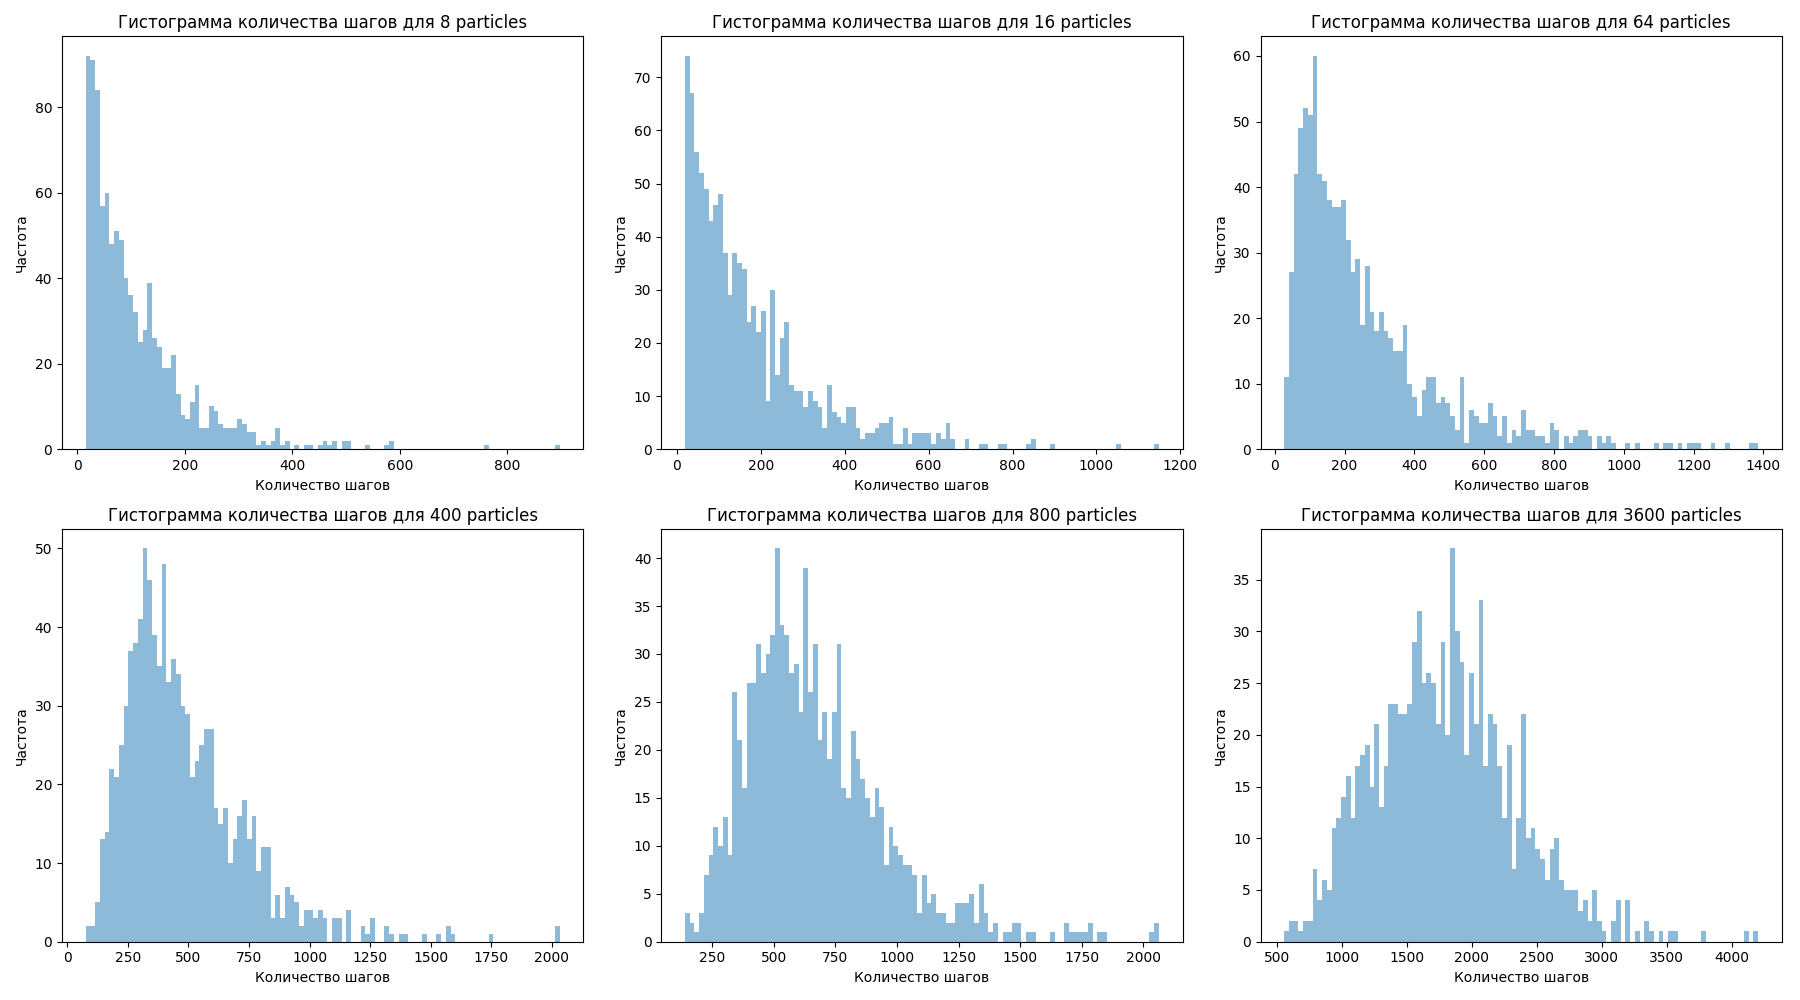 Гистограмма количества шагов для 8 particles
Частота
0 20 40 60 80
0 200 400 600 800
Количество шагов
Гистограмма количества шагов для 16 particles
Частота
0 10 20 30 40 50 60 70
0 200 400 600 800 1000 1200
Количество шагов
Гистограмма количества шагов для 64 particles
Частота
0 10 20 30 40 50 60
0 200 400 600 800 1000 1200 1400
Количество шагов
Гистограмма количества шагов для 400 particles
Частота
0 10 20 30 40 50
0 250 500 750 1000 1250 1500 1750 2000
Количество шагов
Гистограмма количества шагов для 800 particles
Частота
0 5 10 15 20 25 30 35 40
250 500 750 1000 1250 1500 1750 2000
Количество шагов
Гистограмма количества шагов для 3600 particles
Частота
0 5 10 15 20 25 30 35
500 1000 1500 2000 2500 3000 3500 4000
Количество шагов